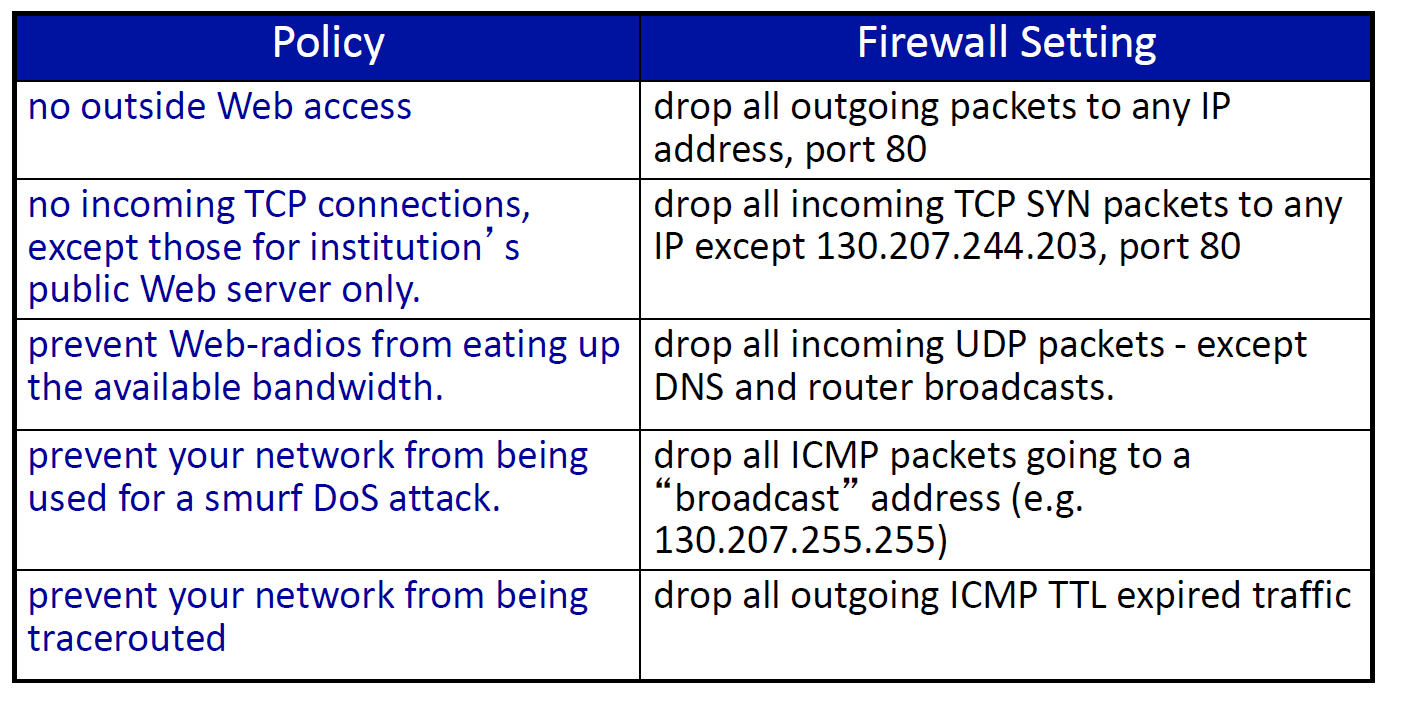 Policy
Firewall Setting
no outside Web access
drop all outgoing packets to any IP
address, port 80
no incoming TCP connections,
except those for institution’s
public Web server only.
drop all incoming TCP SYN packets to any
IP except 130.207.244.203, port 80
prevent Web-radios from eating up
the available bandwidth.
drop all incoming UDP packets - except
DNS and router broadcasts.
prevent your network from being
used for a smurf DoS attack.
drop all ICMP packets going to a
“broadcast” address (e.g.
130.207.255.255)
prevent your network from being
tracerouted
drop all outgoing ICMP TTL expired traffic